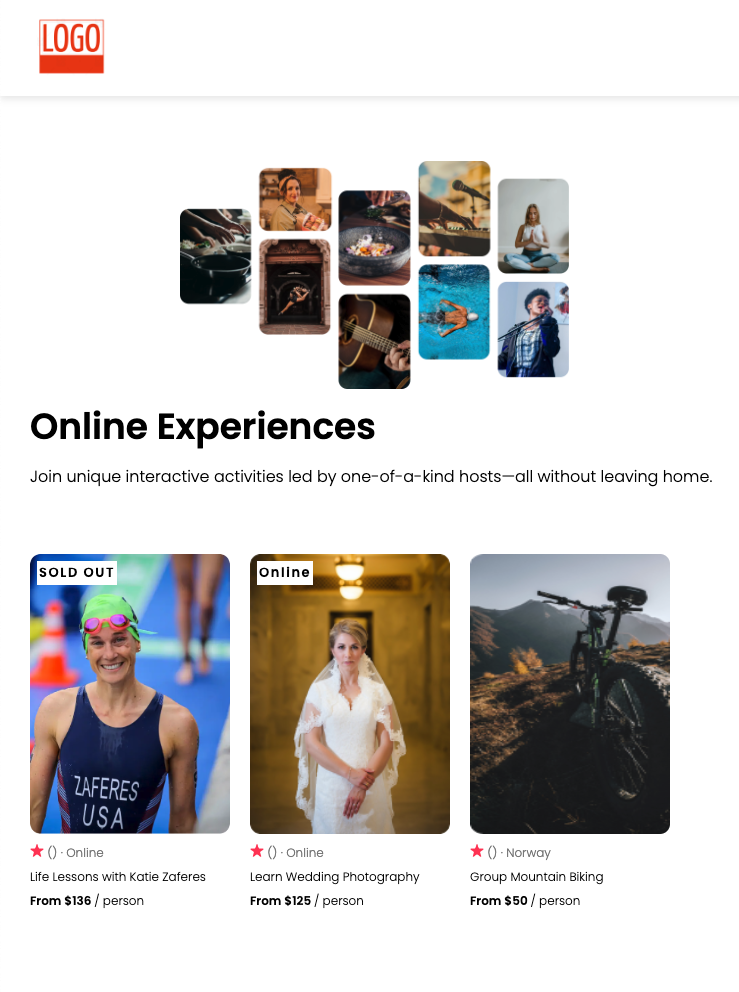 LOGO
Online Experiences
Join unique interactive activities led by one-of-a-kind hosts—all without leaving home.
SOLD OUT
Online
ZAFERES
USA
() · Online
() · Online
() · Norway
Life Lessons with Katie Zaferes
Learn Wedding Photography
Group Mountain Biking
From $136 / person
From $125 / person
From $50 / person